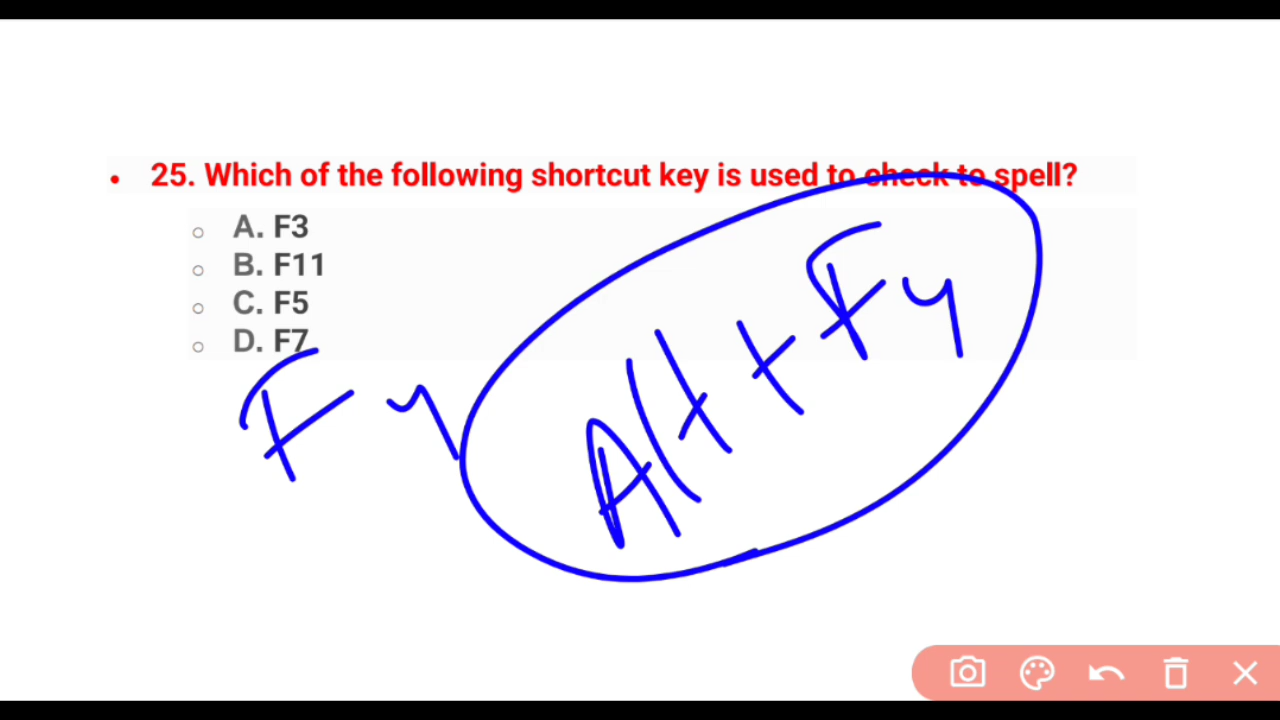 25. Which of the following shortcut key is used to check to spell?
A. F3
B. F11
C. F5
D. F7
F7
Alt + F7